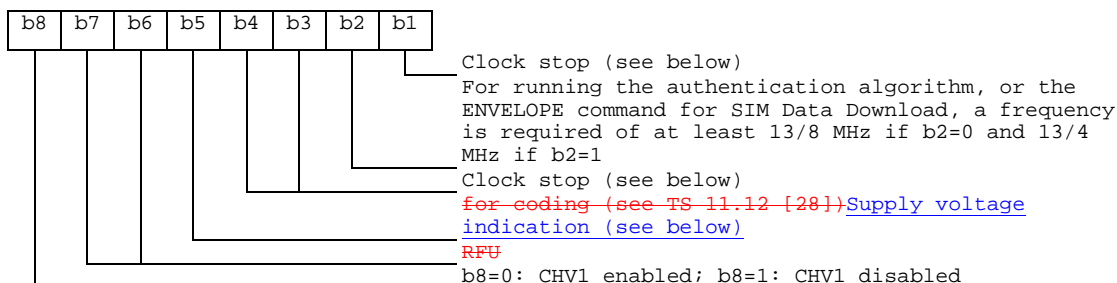 b8 b7 b6 b5 b4 b3 b2 b1
Clock stop (see below)
For running the authentication algorithm, or the
ENVELOPE command for SIM Data Download, a frequency
is required of at least 13/8 MHz if b2=0 and 13/4
MHz if b2=1
Clock stop (see below)
for coding (see TS 11.12 [28])Supply voltage
indication (see below)
RFU
b8=0: CHV1 enabled; b8=1: CHV1 disabled